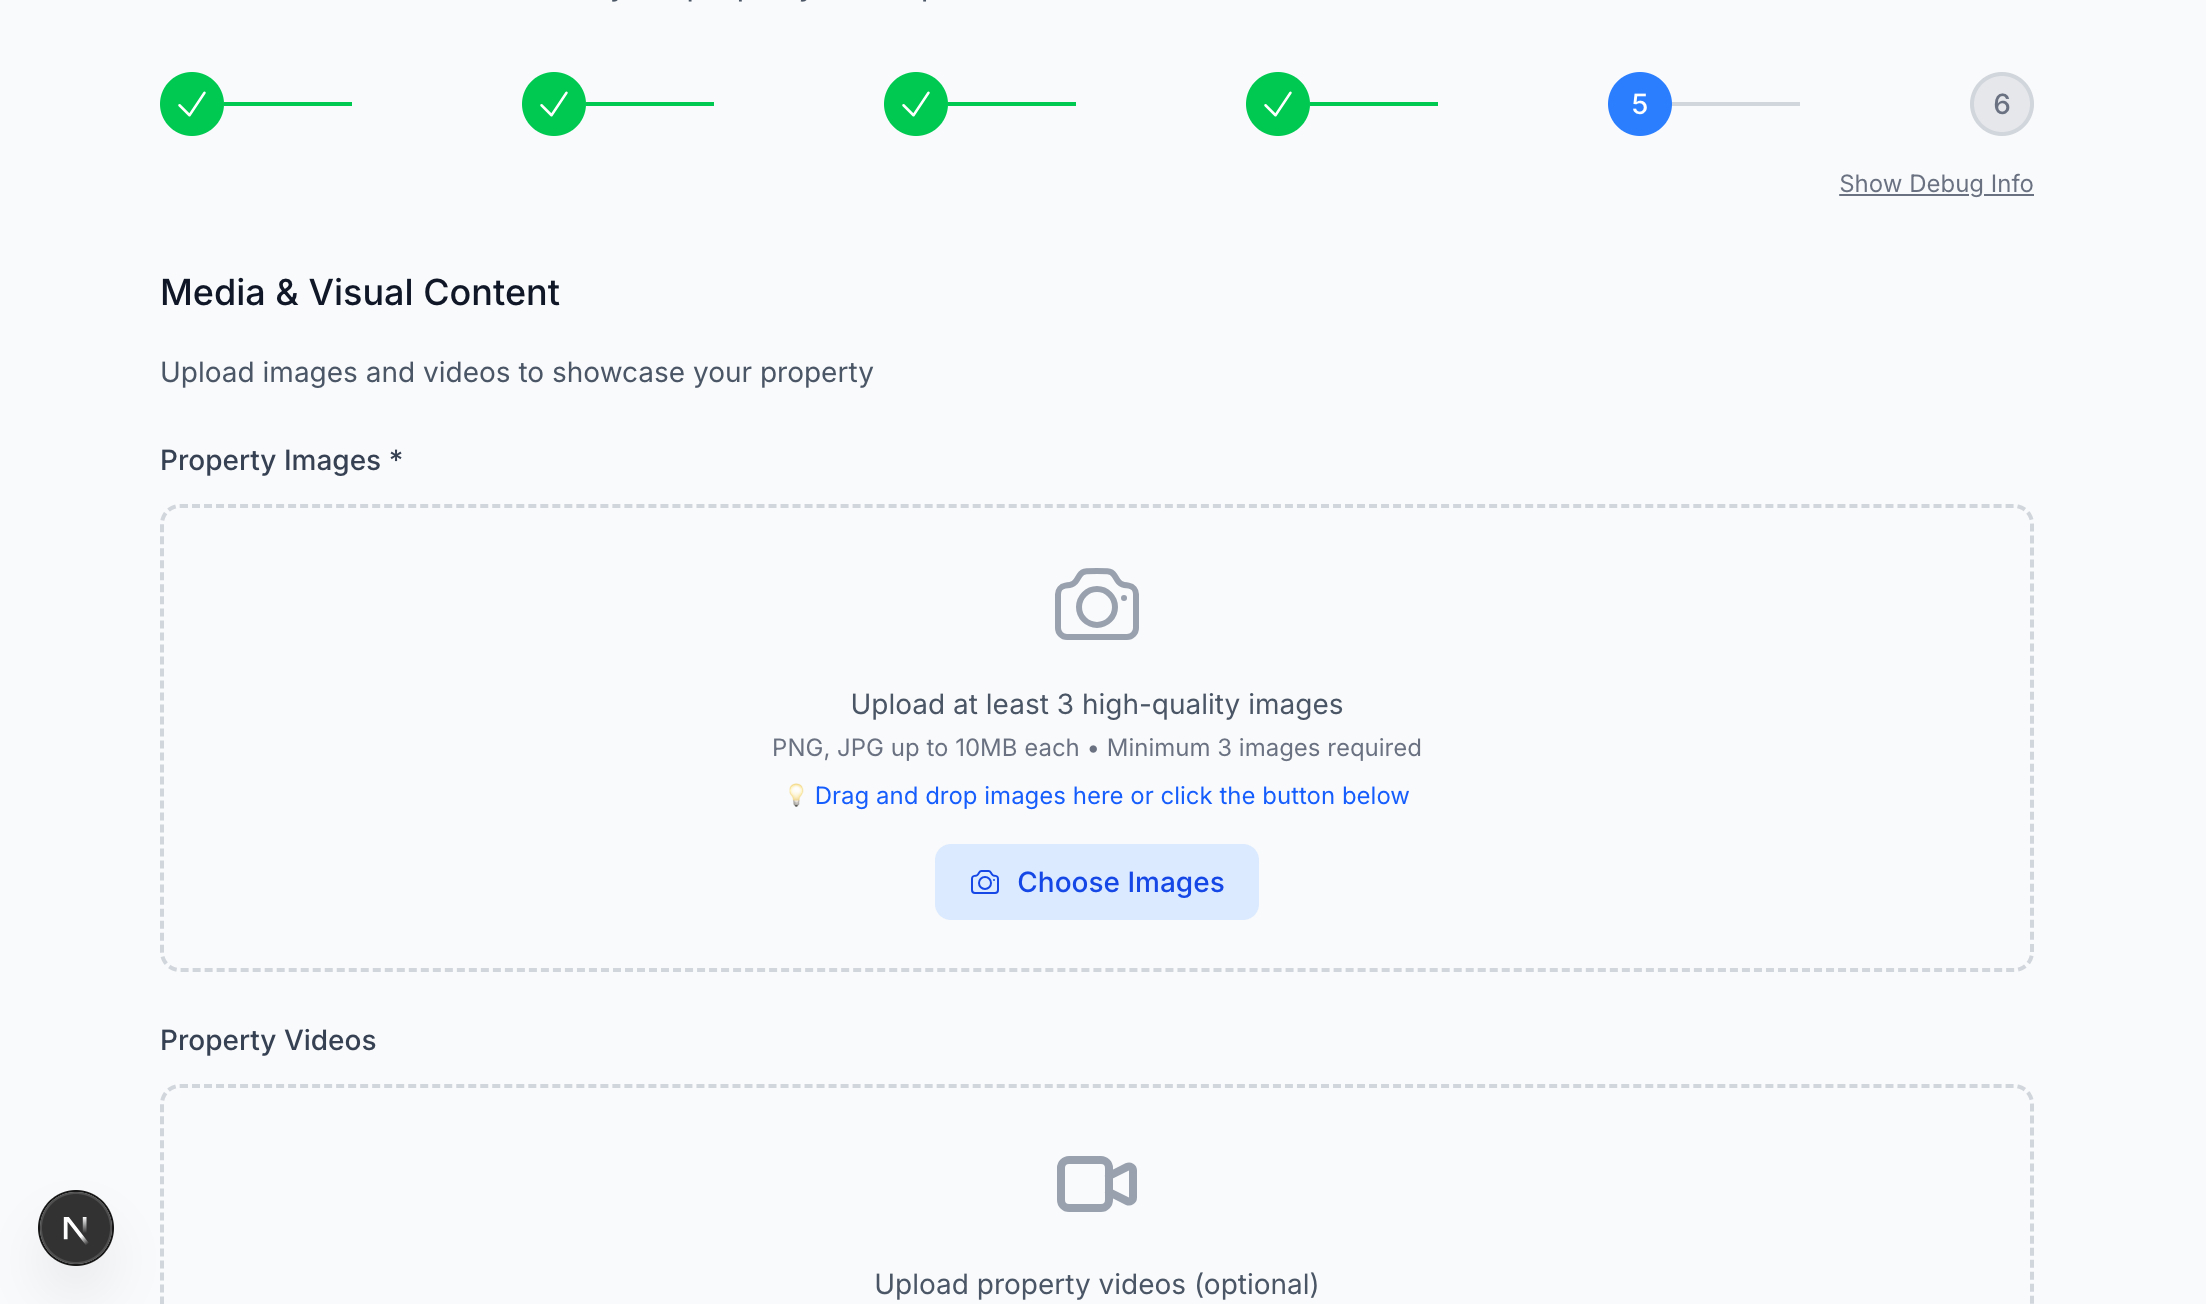 5
6
Show Debug Info
Media & Visual Content
Upload images and videos to showcase your property
Property Images *
Upload at least 3 high-quality images
PNG, JPG up to 10MB each • Minimum 3 images required
💡 Drag and drop images here or click the button below
Choose Images
Property Videos
N
Upload property videos (optional)